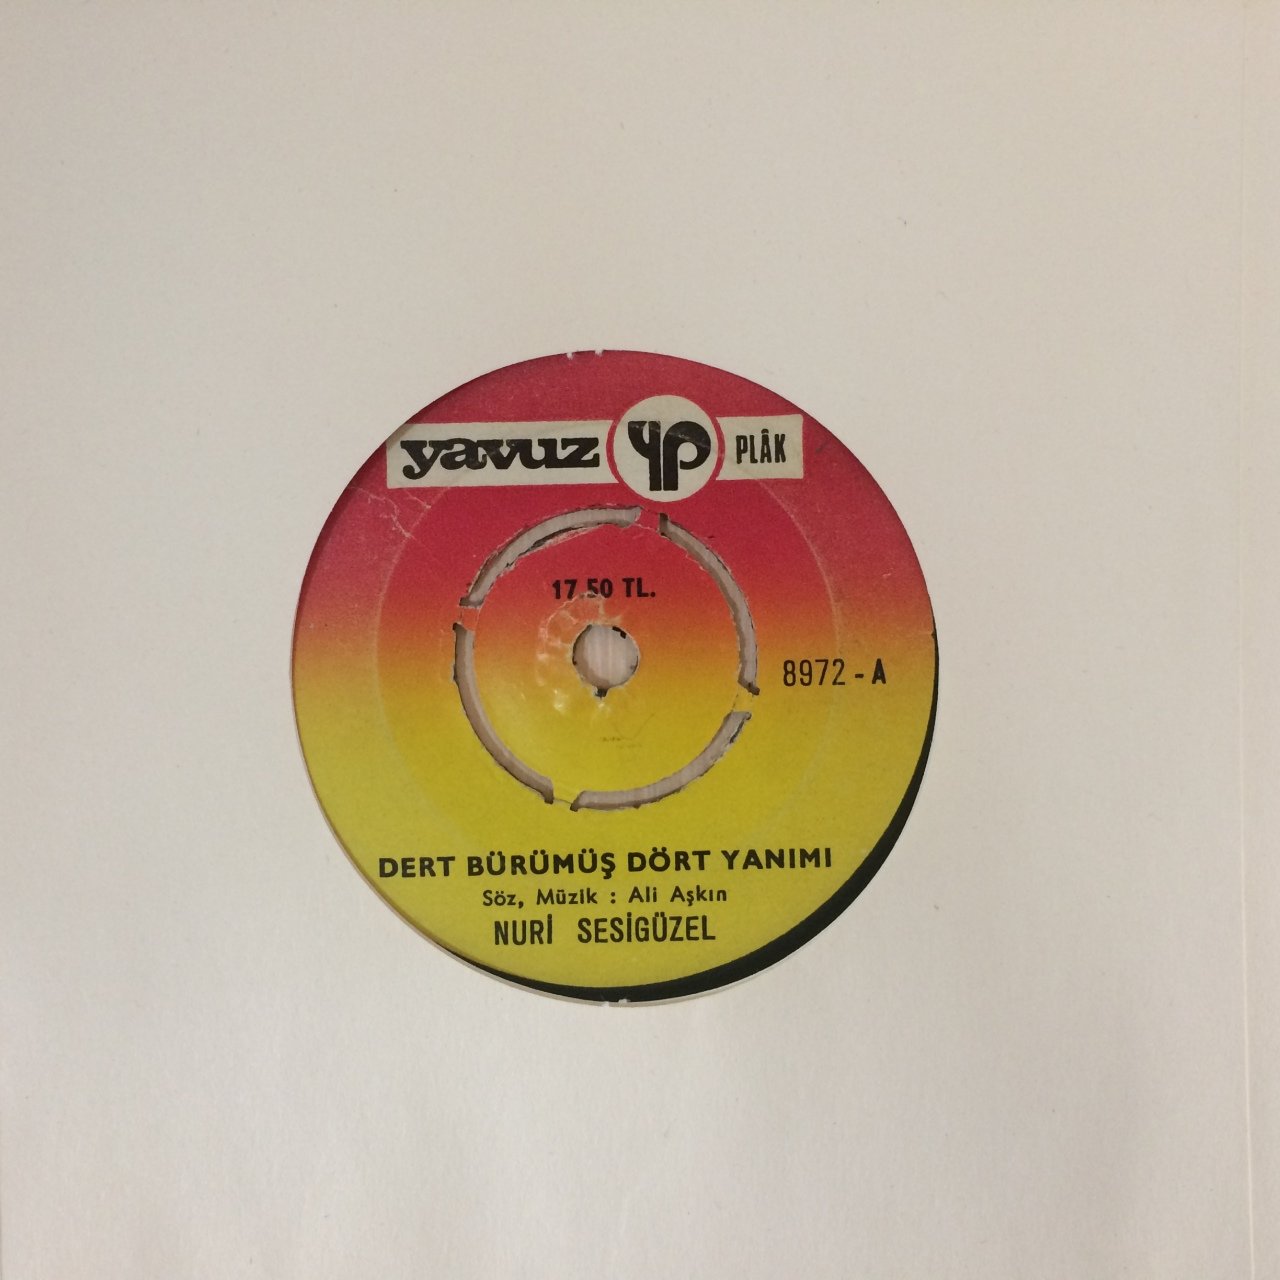 yavuz yp PLÂK
17.50 TL.
8972 - A
DERT BÜRÜMÜŞ DÖRT YANIMI
Söz, Müzik : Ali Aşkın
NURİ SESİGÜZEL